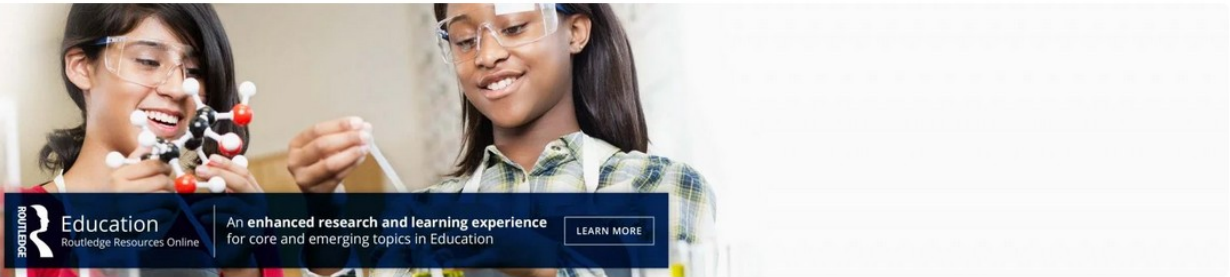 ROUTLEDGE
Education
Routledge Resources Online
An enhanced research and learning experience
for core and emerging topics in Education
LEARN MORE